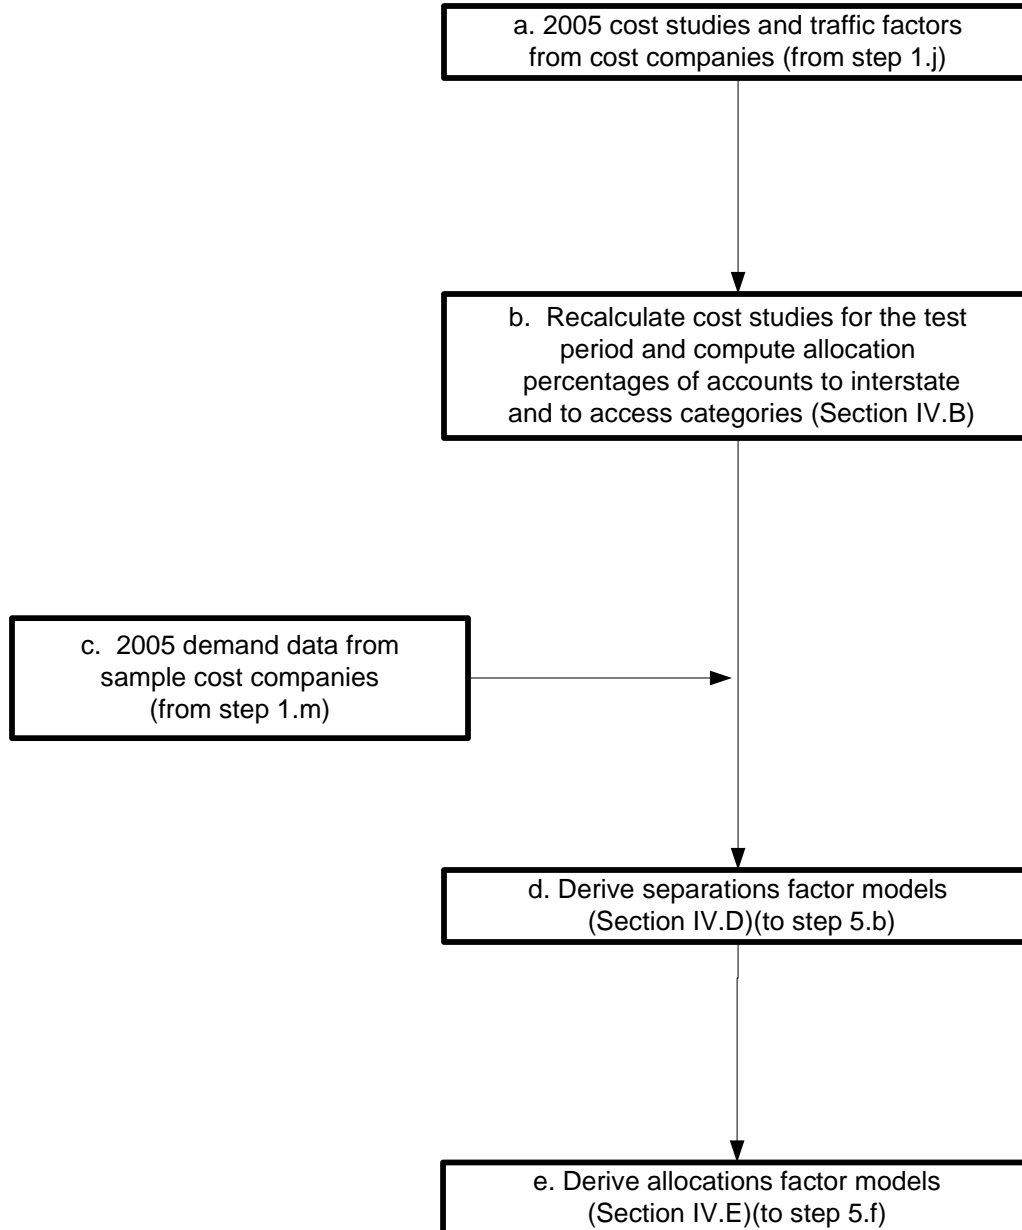 a. 2005 cost studies and traffic factors
from cost companies (from step 1.j)
b.  Recalculate cost studies for the test
period and compute allocation
percentages of accounts to interstate
and to access categories (Section IV.B)
c.  2005 demand data from
sample cost companies
(from step 1.m)
d. Derive separations factor models
(Section IV.D)(to step 5.b)
e. Derive allocations factor models
(Section IV.E)(to step 5.f)